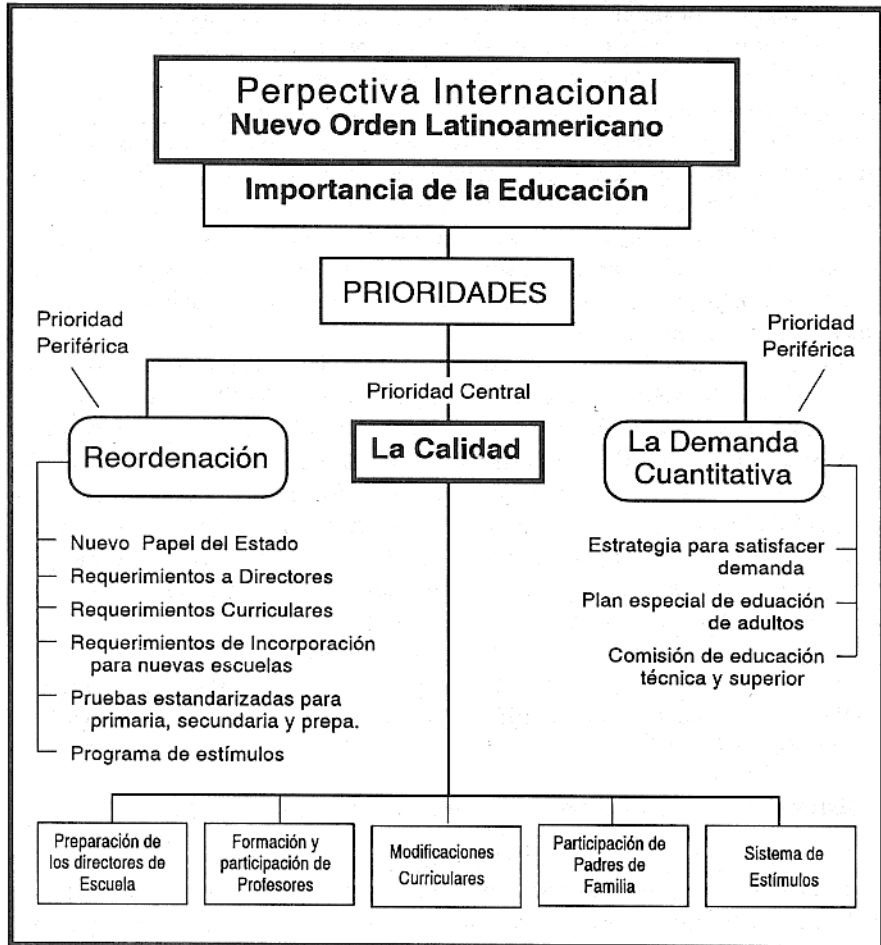 Perpectiva Internacional
Nuevo Orden Latinoamericano
Importancia de la Educación
PRIORIDADES
Prioridad
Periférica
Prioridad
Periférica
Prioridad Central
Reordenación
La Calidad
La Demanda
Cuantitativa
Nuevo Papel del Estado
Requerimientos a Directores
Requerimientos Curriculares
Requerimientos de Incorporación
para nuevas escuelas
Pruebas estandarizadas para
primaria, secundaria y prepa.
Programa de estímulos
Estrategia para satisfacer
demanda
Plan especial de eduación
de adultos
Comisión de educación
técnica y superior
Preparación de
los directores de
Escuela
Formación y
participación de
Profesores
Modificaciones
Curriculares
Participación de
Padres de
Familia
Sistema de
Estímulos